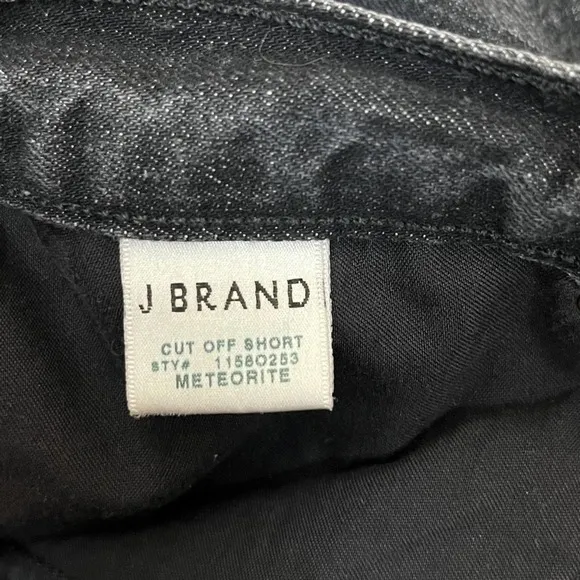 J BRAND
CUT OFF SHORT
STY# 1158O253
METEORITE